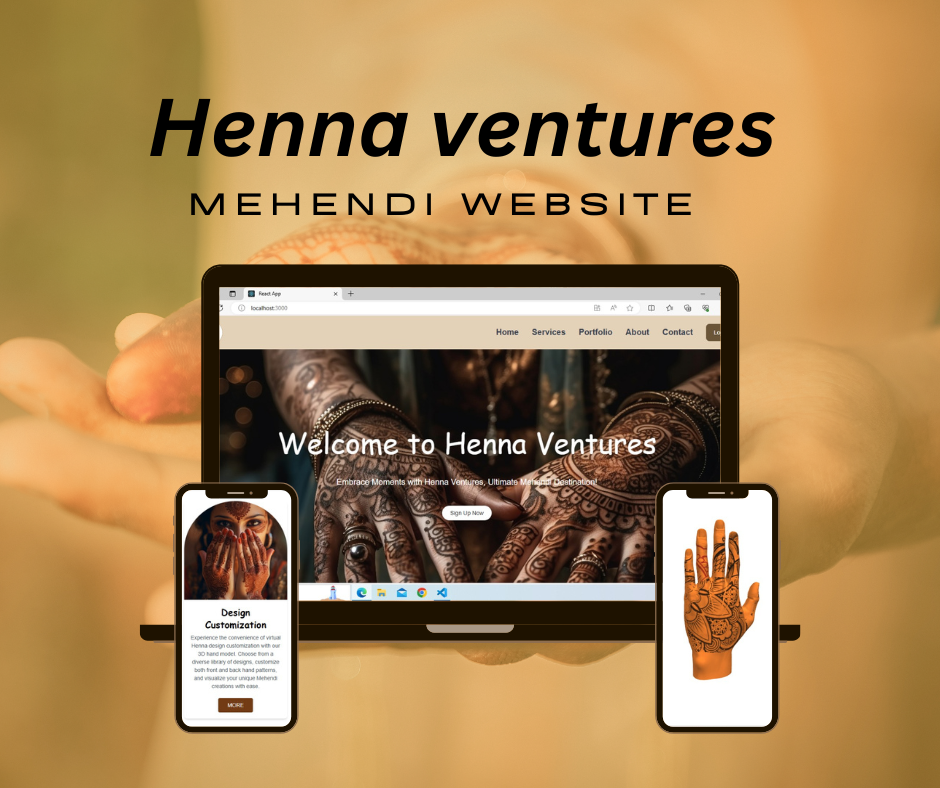 Henna ventures
MEHENDI WEBSITE
React App
localhost:3000
Home Services Portfolio About Contact
Welcome to Henna Ventures
Embrace Moments with Henna Ventures, Ultimate Mehendi Destination!
Sign Up Now
Design
Customization
Experience the convenience of virtual
Henna design customization with our
3D hand model. Choose from a
diverse library of designs, customize
both front and back hand patterns,
and visualize your unique Mehendi
creations with ease.
MORE